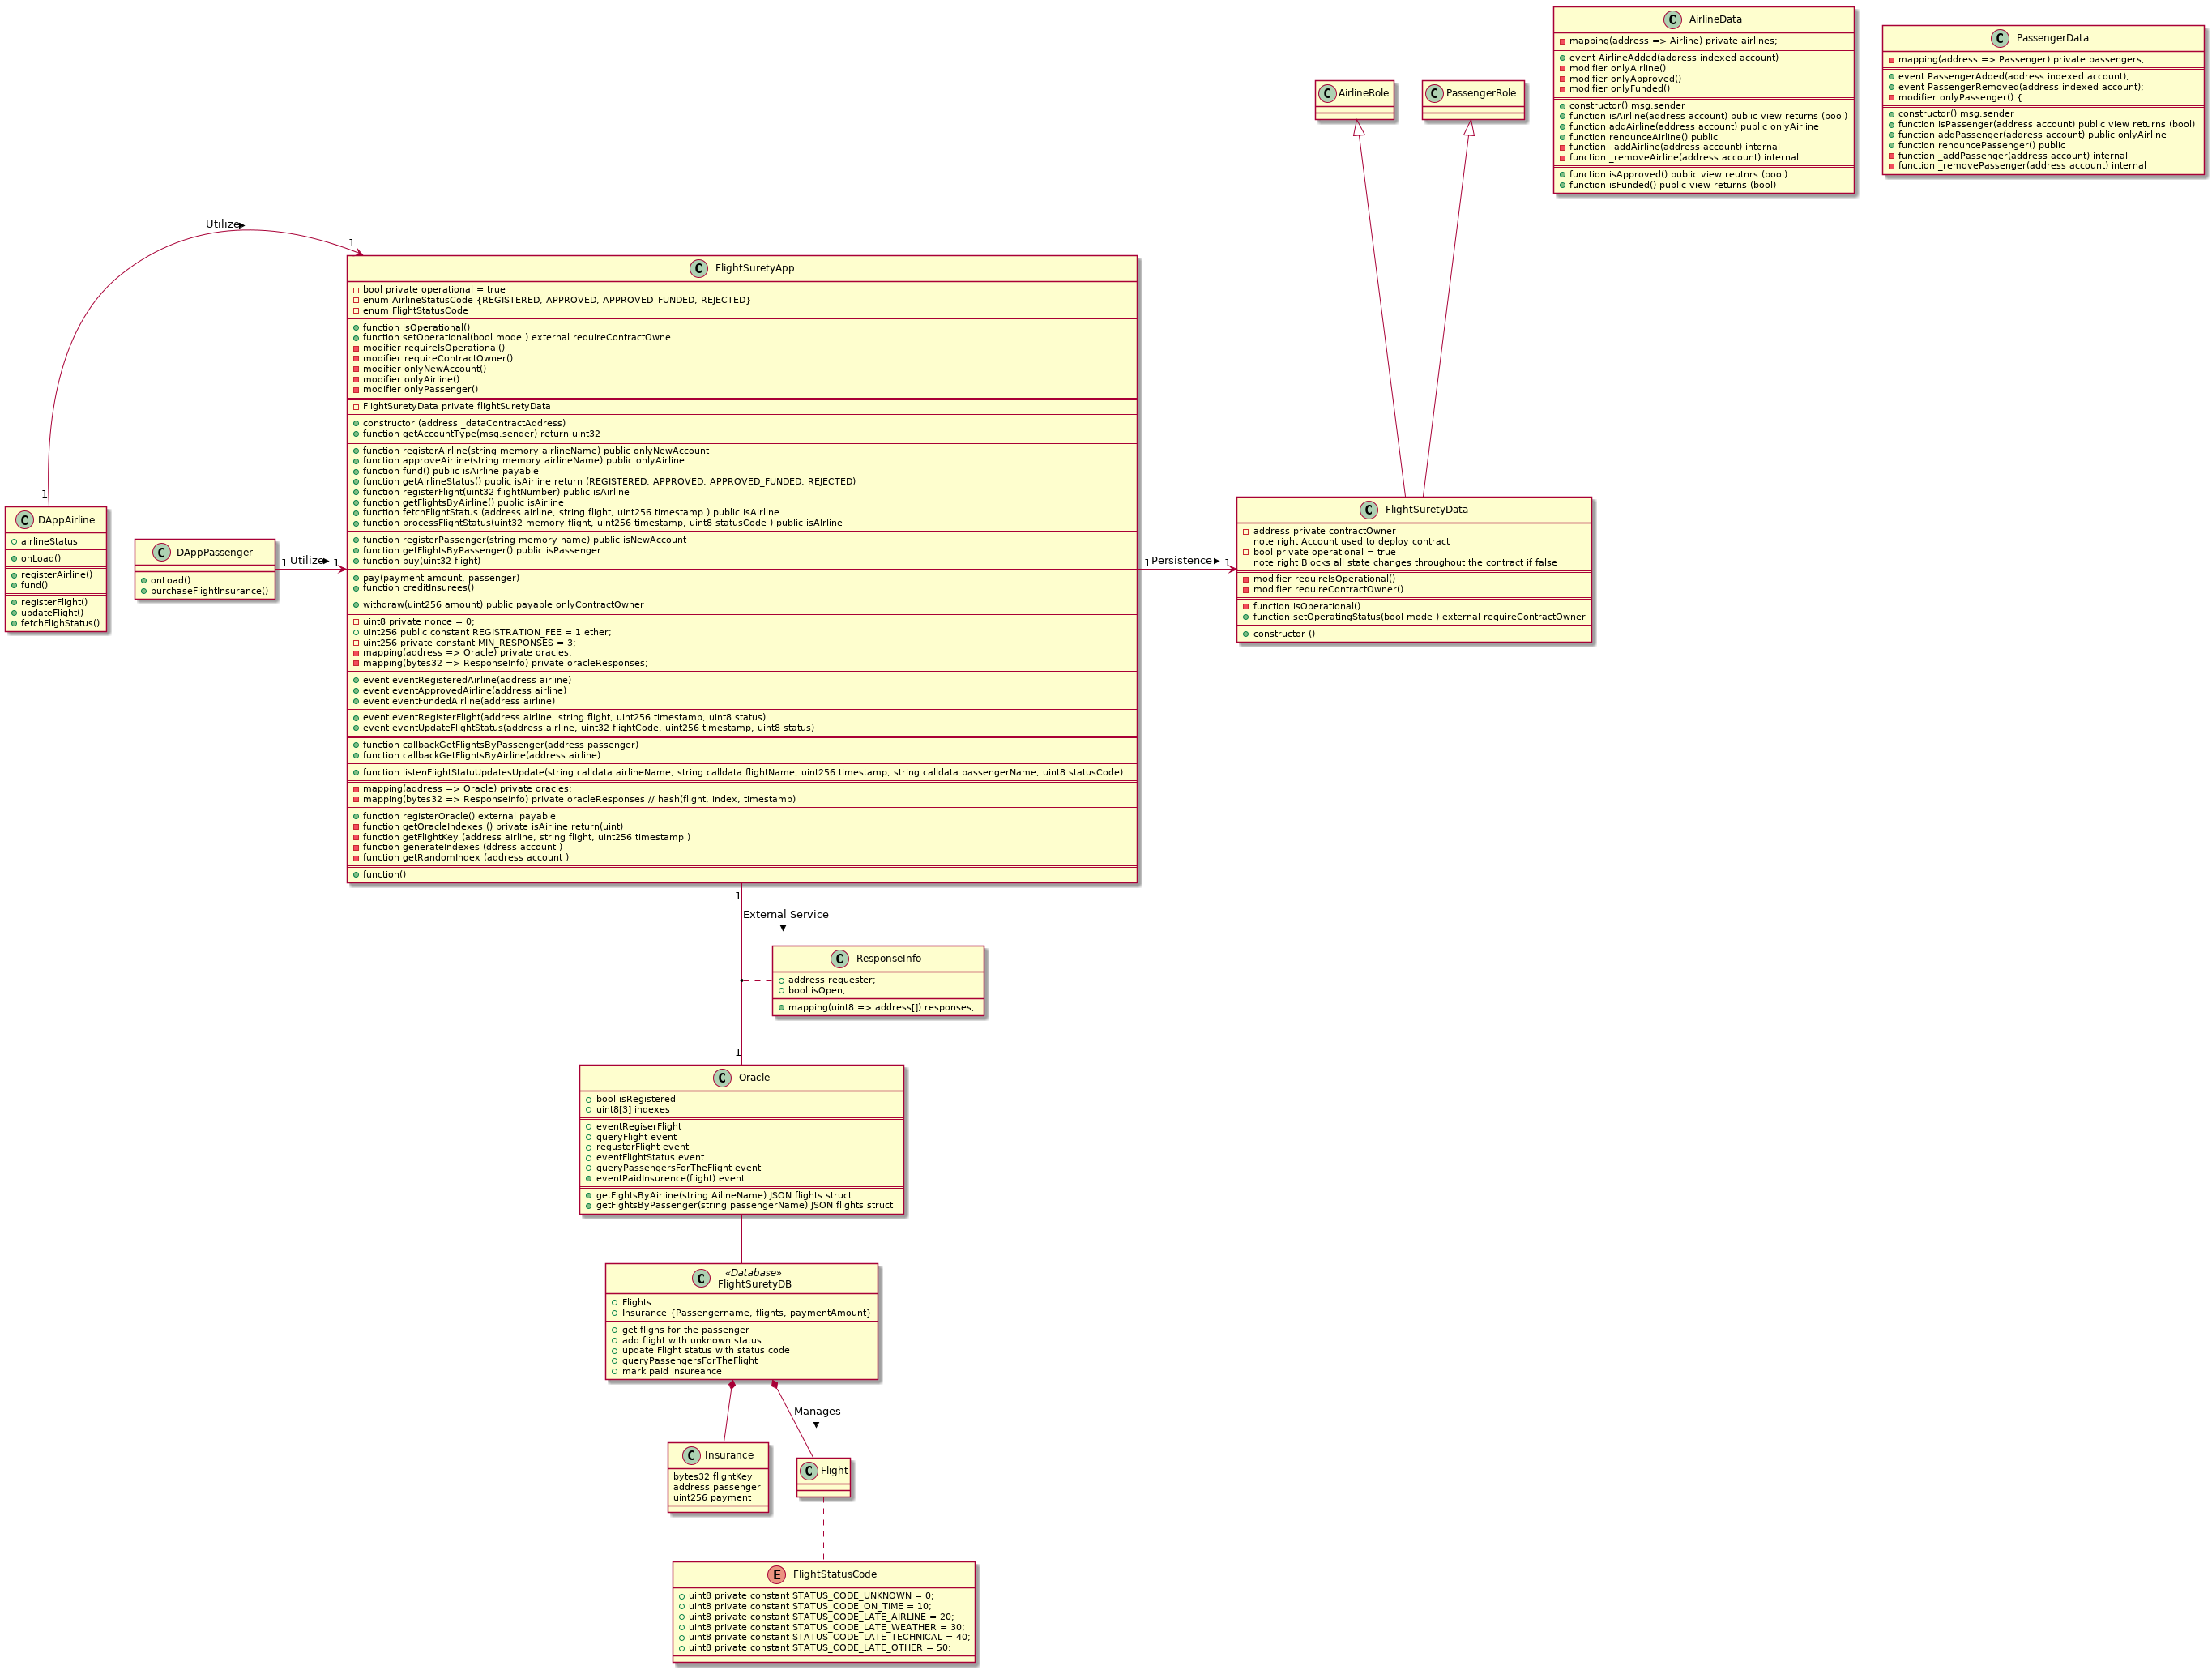 AirlineData
mapping(address => Airline) private airlines;
event AirlineAdded(address indexed account)
modifier onlyAirline()
modifier onlyApproved()
modifier onlyFunded()
constructor() msg.sender
function isAirline(address account) public view returns (bool)
function addAirline(address account) public onlyAirline
function renounceAirline() public
function _addAirline(address account) internal
function _removeAirline(address account) internal
function isApproved() public view reutnrs (bool)
function isFunded() public view returns (bool)
PassengerData
mapping(address => Passenger) private passengers;
event PassengerAdded(address indexed account);
event PassengerRemoved(address indexed account);
modifier onlyPassenger() {
constructor() msg.sender
function isPassenger(address account) public view returns (bool)
function addPassenger(address account) public onlyAirline
function renouncePassenger() public
function _addPassenger(address account) internal
function _removePassenger(address account) internal
AirlineRole
PassengerRole
Utilize
1
1
FlightSuretyApp
bool private operational = true
enum AirlineStatusCode {REGISTERED, APPROVED, APPROVED_FUNDED, REJECTED}
enum FlightStatusCode
function isOperational()
function setOperational(bool mode ) external requireContractOwne
modifier requireIsOperational()
modifier requireContractOwner()
modifier onlyNewAccount()
modifier onlyAirline()
modifier onlyPassenger()
FlightSuretyData private flightSuretyData
constructor (address _dataContractAddress)
function getAccountType(msg.sender) return uint32
function registerAirline(string memory airlineName) public onlyNewAccount
function approveAirline(string memory airlineName) public onlyAirline
function fund() public isAirline payable
function getAirlineStatus() public isAirline return (REGISTERED, APPROVED, APPROVED_FUNDED, REJECTED)
function registerFlight(uint32 flightNumber) public isAirline
function getFlightsByAirline() public isAirline
function fetchFlightStatus (address airline, string flight, uint256 timestamp ) public isAirline
function processFlightStatus(uint32 memory flight, uint256 timestamp, uint8 statusCode ) public isAIrline
function registerPassenger(string memory name) public isNewAccount
function getFlightsByPassenger() public isPassenger
function buy(uint32 flight)
pay(payment amount, passenger)
function creditInsurees()
withdraw(uint256 amount) public payable onlyContractOwner
uint8 private nonce = 0;
uint256 public constant REGISTRATION_FEE = 1 ether;
uint256 private constant MIN_RESPONSES = 3;
mapping(address => Oracle) private oracles;
mapping(bytes32 => ResponseInfo) private oracleResponses;
event eventRegisteredAirline(address airline)
event eventApprovedAirline(address airline)
event eventFundedAirline(address airline)
event eventRegisterFlight(address airline, string flight, uint256 timestamp, uint8 status)
event eventUpdateFlightStatus(address airline, uint32 flightCode, uint256 timestamp, uint8 status)
function callbackGetFlightsByPassenger(address passenger)
function callbackGetFlightsByAirline(address airline)
function listenFlightStatuUpdatesUpdate(string calldata airlineName, string calldata flightName, uint256 timestamp, string calldata passengerName, uint8 statusCode)
mapping(address => Oracle) private oracles;
mapping(bytes32 => ResponseInfo) private oracleResponses // hash(flight, index, timestamp)
function registerOracle() external payable
function getOracleIndexes () private isAirline return(uint)
function getFlightKey (address airline, string flight, uint256 timestamp )
function generateIndexes (ddress account )
function getRandomIndex (address account )
function()
DAppAirline
airlineStatus
onLoad()
registerAirline()
fund()
registerFlight()
updateFlight()
fetchFlighStatus()
DAppPassenger
onLoad()
purchaseFlightInsurance()
1 Utilize 1
1 Persistence 1
FlightSuretyData
address private contractOwner
note right Account used to deploy contract
bool private operational = true
note right Blocks all state changes throughout the contract if false
modifier requireIsOperational()
modifier requireContractOwner()
function isOperational()
function setOperatingStatus(bool mode ) external requireContractOwner
constructor ()
1
External Service
ResponseInfo
address requester;
bool isOpen;
mapping(uint8 => address[]) responses;
1
Oracle
bool isRegistered
uint8[3] indexes
eventRegiserFlight
queryFlight event
regusterFlight event
eventFlightStatus event
queryPassengersForTheFlight event
eventPaidInsurence(flight) event
getFlghtsByAirline(string AilineName) JSON flights struct
getFlghtsByPassenger(string passengerName) JSON flights struct
«Database»
FlightSuretyDB
Flights
Insurance {Passengername, flights, paymentAmount}
get flighs for the passenger
add flight with unknown status
update Flight status with status code
queryPassengersForTheFlight
mark paid insureance
Manages
Insurance
bytes32 flightKey
address passenger
uint256 payment
Flight
FlightStatusCode
uint8 private constant STATUS_CODE_UNKNOWN = 0;
uint8 private constant STATUS_CODE_ON_TIME = 10;
uint8 private constant STATUS_CODE_LATE_AIRLINE = 20;
uint8 private constant STATUS_CODE_LATE_WEATHER = 30;
uint8 private constant STATUS_CODE_LATE_TECHNICAL = 40;
uint8 private constant STATUS_CODE_LATE_OTHER = 50;